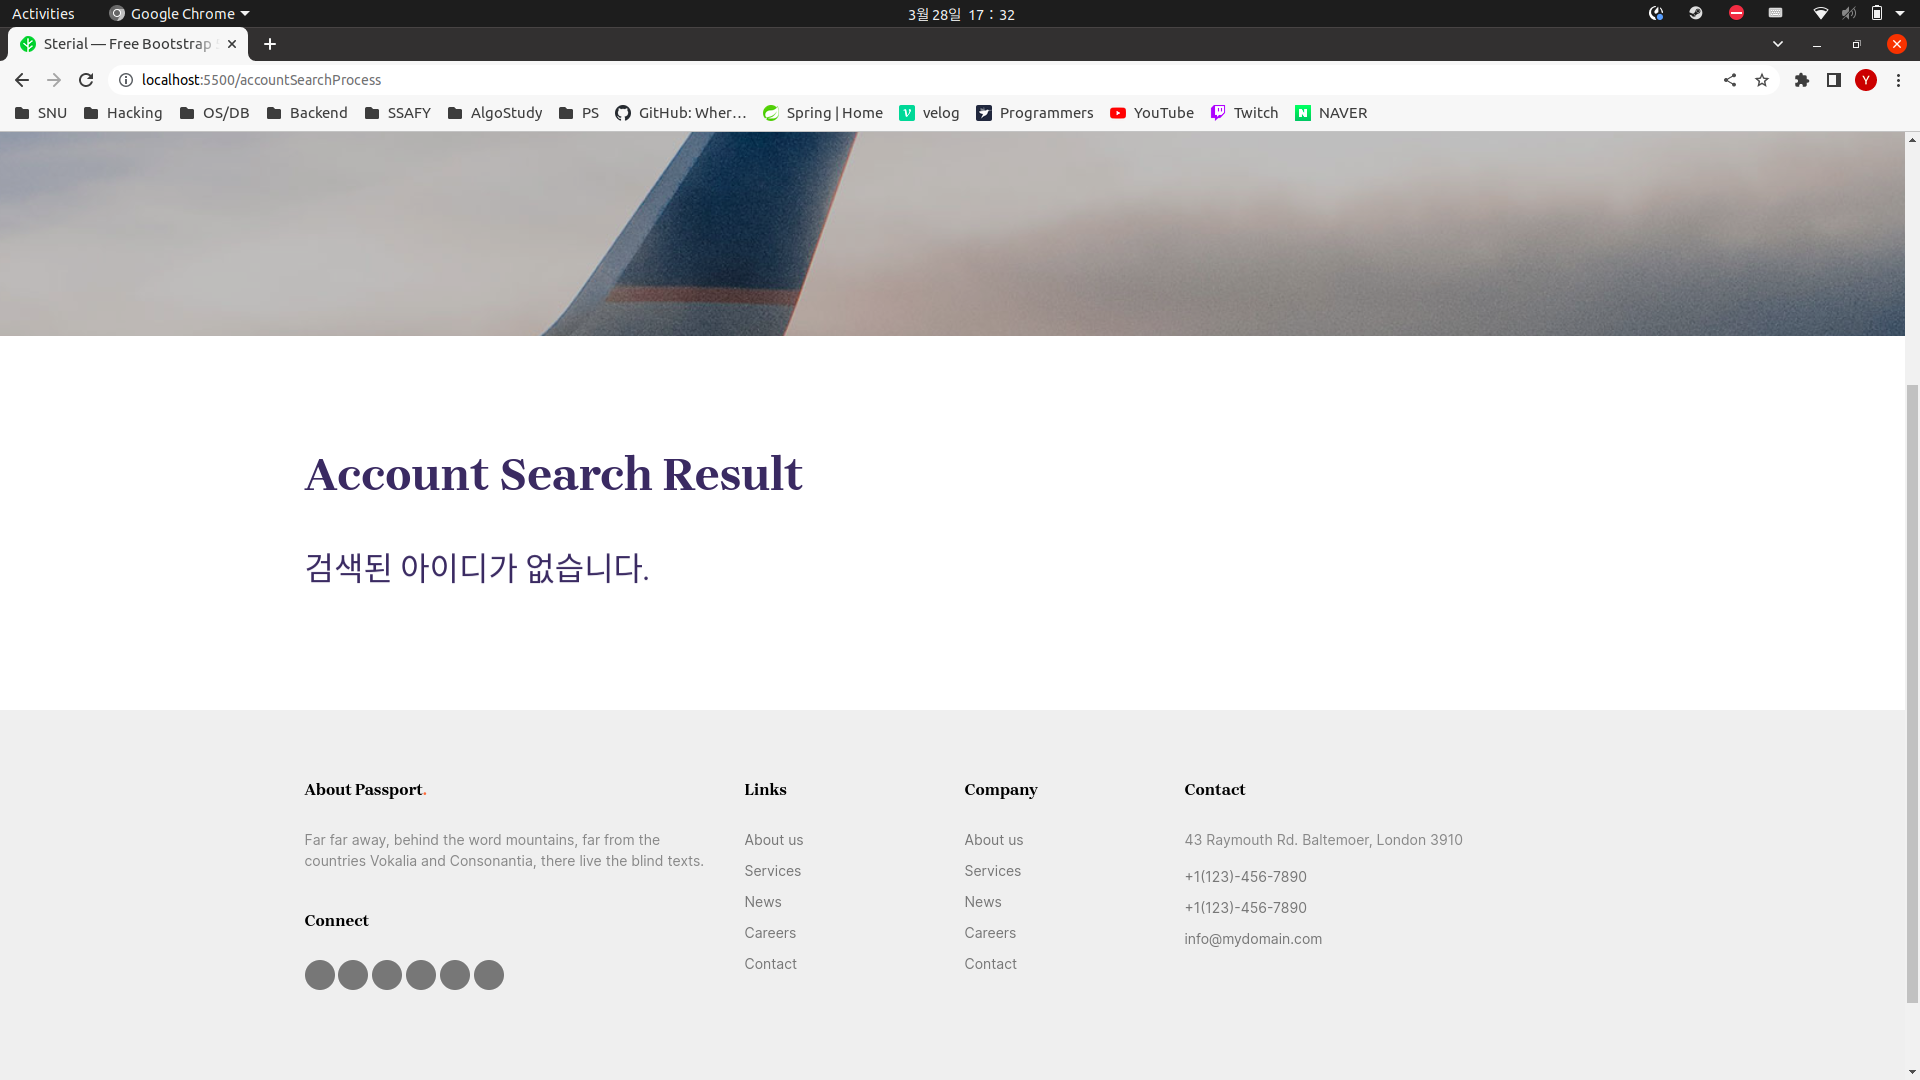 Activities
Google Chrome
3월 28일 17 : 32
Sterial — Free Bootstrap
localhost:5500/accountSearchProcess
Y
SNU
Hacking
OS/DB
Backend
SSAFY
AlgoStudy
PS
GitHub: Wher...
Spring | Home
velog
Programmers
YouTube
Twitch
NAVER
Account Search Result
검색된 아이디가 없습니다.
About Passport.
Far far away, behind the word mountains, far from the
countries Vokalia and Consonantia, there live the blind texts.
Connect
Links
About us
Services
News
Careers
Contact
Company
About us
Services
News
Careers
Contact
Contact
43 Raymouth Rd. Baltemoer, London 3910
+1(123)-456-7890
+1(123)-456-7890
info@mydomain.com